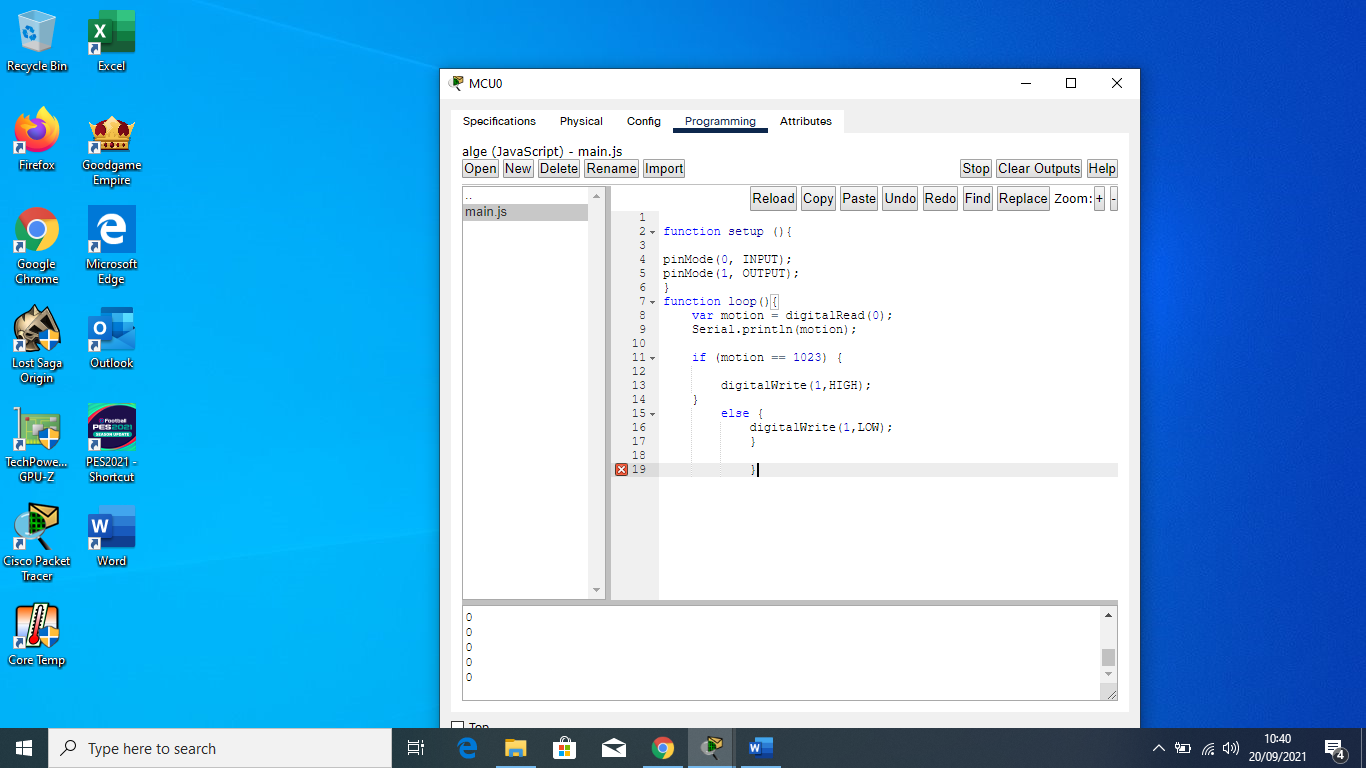 Recycle Bin
Excel
Firefox
Goodgame
Empire
Google
Chrome
Microsoft
Edge
Lost Saga
Origin
Outlook
TechPowe...
GPU-Z
PES2021 -
Shortcut
Cisco Packet
Tracer
Word
Core Temp
eFootball
PES2021
SEASON UPDATE
MCU0
Specifications Physical Config Programming Attributes
alge (JavaScript) - main.js
Open New Delete Rename Import Stop Clear Outputs Help
Reload Copy Paste Undo Redo Find Replace Zoom: + -
..
main.js
1
2 function setup (){
3
4 pinMode(0, INPUT);
5 pinMode(1, OUTPUT);
6 }
7 function loop(){
8 var motion = digitalRead(0);
9 Serial.println(motion);
10
11 if (motion == 1023) {
12
13 digitalWrite(1,HIGH);
14 }
15 else {
16 digitalWrite(1,LOW);
17 }
18
19 }
0
0
0
0
0
Top
Type here to search
10:40
20/09/2021
4